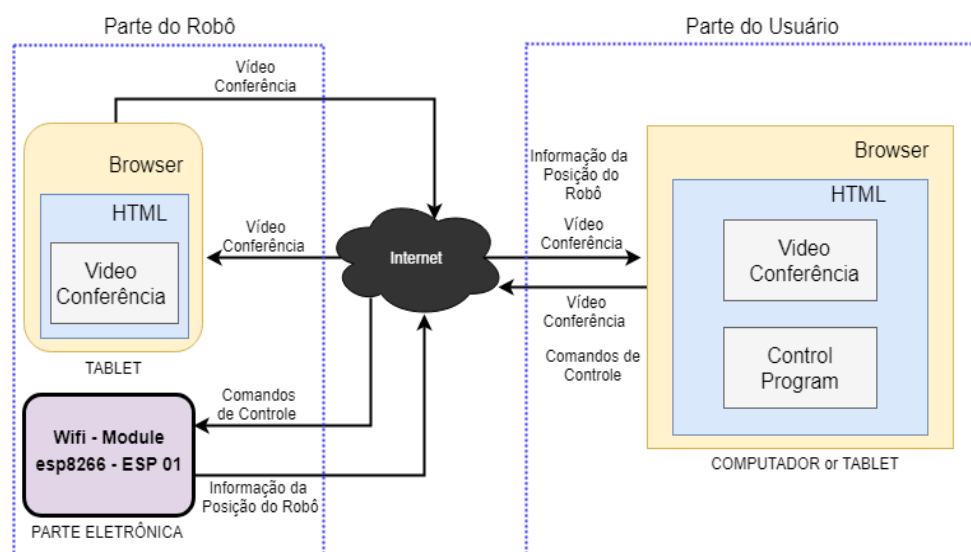 Parte do Robô
Parte do Usuário
Vídeo
Conferência
Browser
HTML
Video
Conferência
TABLET
Vídeo
Conferência
Internet
Informação da
Posição do
Robô
Vídeo
Conferência
Vídeo
Conferência
Comandos de
Controle
Browser
HTML
Video
Conferência
Control
Program
COMPUTADOR or TABLET
Comandos
de Controle
Wifi - Module
esp8266 - ESP 01
Informação da
Posição do Robô
PARTE ELETRÔNICA